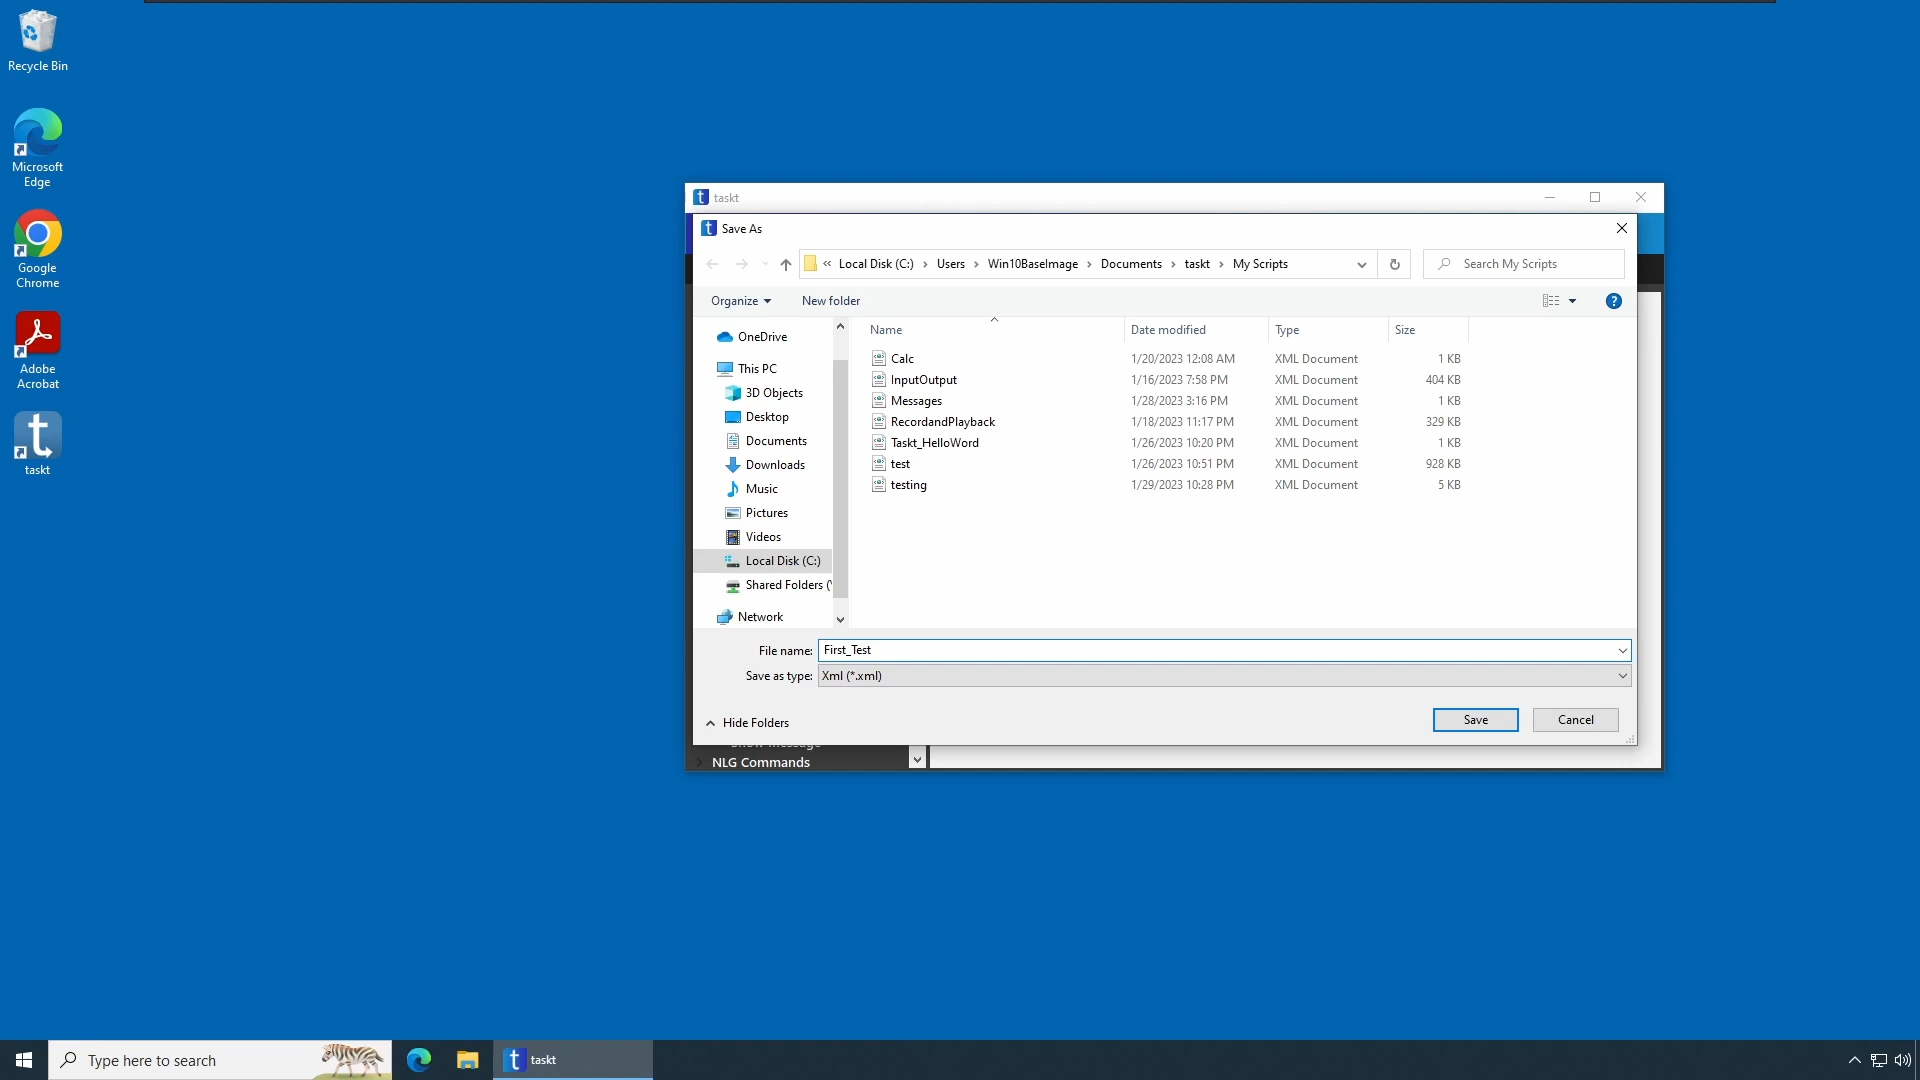 Recycle Bin
Microsoft
Edge
Google
Chrome
Adobe
Acrobat
taskt
taskt
Save As
« Local Disk (C:) › Users › Win10BaseImage › Documents › taskt › My Scripts
Search My Scripts
Organize
New folder
OneDrive
This PC
3D Objects
Desktop
Documents
Downloads
Music
Pictures
Videos
Local Disk (C:)
Shared Folders (
Network
Name Date modified Type Size
Calc 1/20/2023 12:08 AM XML Document 1 KB
InputOutput 1/16/2023 7:58 PM XML Document 404 KB
Messages 1/28/2023 3:16 PM XML Document 1 KB
RecordandPlayback 1/18/2023 11:17 PM XML Document 329 KB
Taskt_HelloWord 1/26/2023 10:20 PM XML Document 1 KB
test 1/26/2023 10:51 PM XML Document 928 KB
testing 1/29/2023 10:28 PM XML Document 5 KB
File name: First_Test
Save as type: Xml (*.xml)
Hide Folders
Save
Cancel
Show Message
NLG Commands
Type here to search
taskt